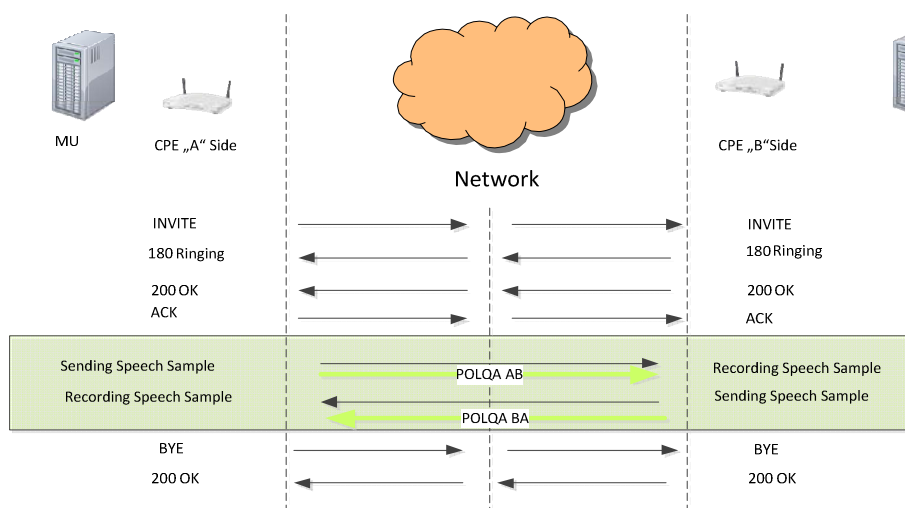 MU
CPE „A“ Side
CPE „B“Side
Network
INVITE
INVITE
180 Ringing
180 Ringing
200 OK
200 OK
ACK
ACK
Sending Speech Sample
POLQA AB
Recording Speech Sample
Recording Speech Sample
Sending Speech Sample
POLQA BA
BYE
BYE
200 OK
200 OK